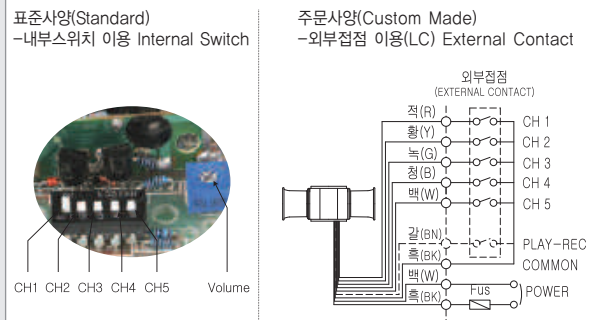 표준사양(Standard)
-내부스위치 이용 Internal Switch
CH1 CH2 CH3 CH4 CH5 Volume
주문사양(Custom Made)
-외부접점 이용(LC) External Contact
외부접점
(EXTERNAL CONTACT)
적(R) CH 1
황(Y) CH 2
녹(G) CH 3
청(B) CH 4
백(W) CH 5
갈(BN) PLAY-REC
흑(BK) COMMON
백(W)
POWER
흑(BK) Fus